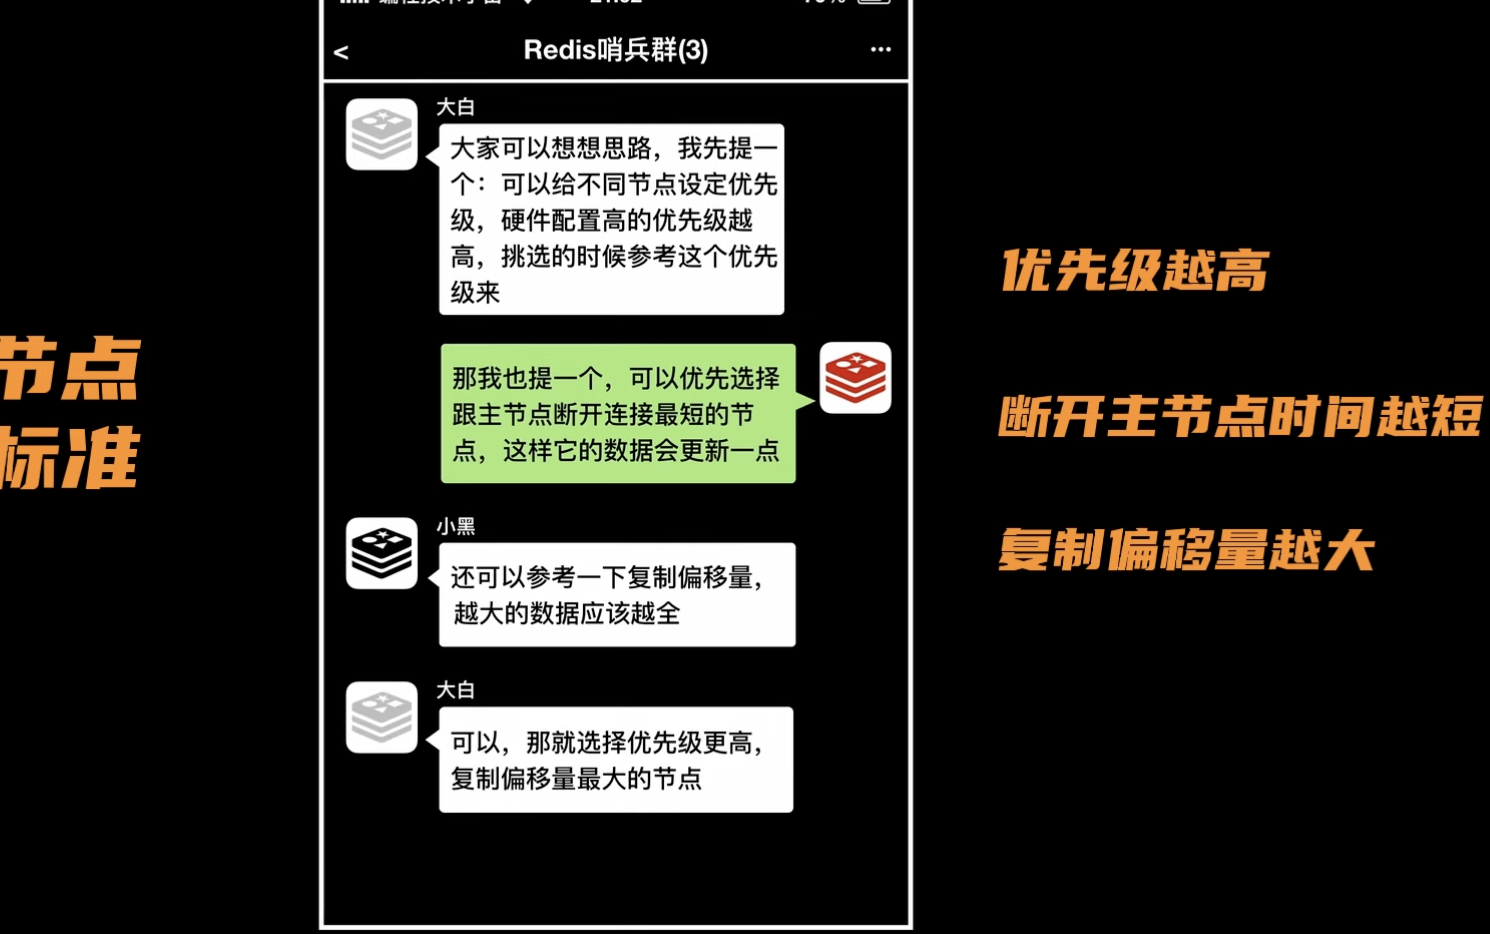 Redis哨兵群(3)
大白
大家可以想想思路，我先提一
个：可以给不同节点设定优先
级，硬件配置高的优先级越
高，挑选的时候参考这个优先
级来
那我也提一个，可以优先选择
跟主节点断开连接最短的节
点，这样它的数据会更新一点
小黑
还可以参考一下复制偏移量，
越大的数据应该越全
大白
可以，那就选择优先级更高，
复制偏移量最大的节点
节点
标准
优先级越高
断开主节点时间越短
复制偏移量越大